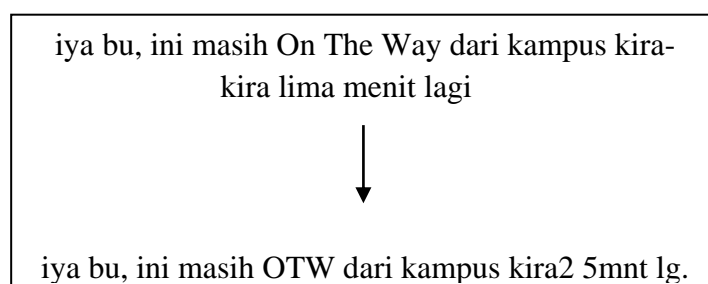 iya bu, ini masih On The Way dari kampus kira-
kira lima menit lagi
iya bu, ini masih OTW dari kampus kira2 5mnt lg.